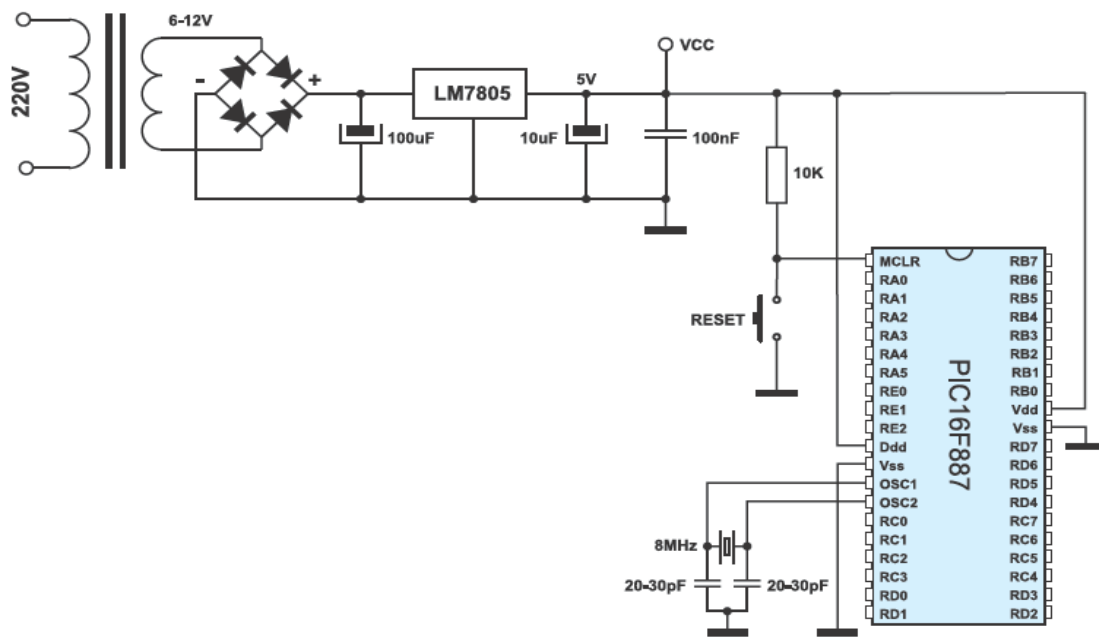 6-12V
220V
-
+
LM7805
5V
VCC
100uF
10uF
100nF
10K
RESET
8MHz
20-30pF
20-30pF
PIC16F887
MCLR
RA0
RA1
RA2
RA3
RA4
RA5
RE0
RE1
RE2
Ddd
Vss
OSC1
OSC2
RC0
RC1
RC2
RC3
RD0
RD1
RB7
RB6
RB5
RB4
RB3
RB2
RB1
RB0
Vdd
Vss
RD7
RD6
RD5
RD4
RC7
RC6
RC5
RC4
RD3
RD2